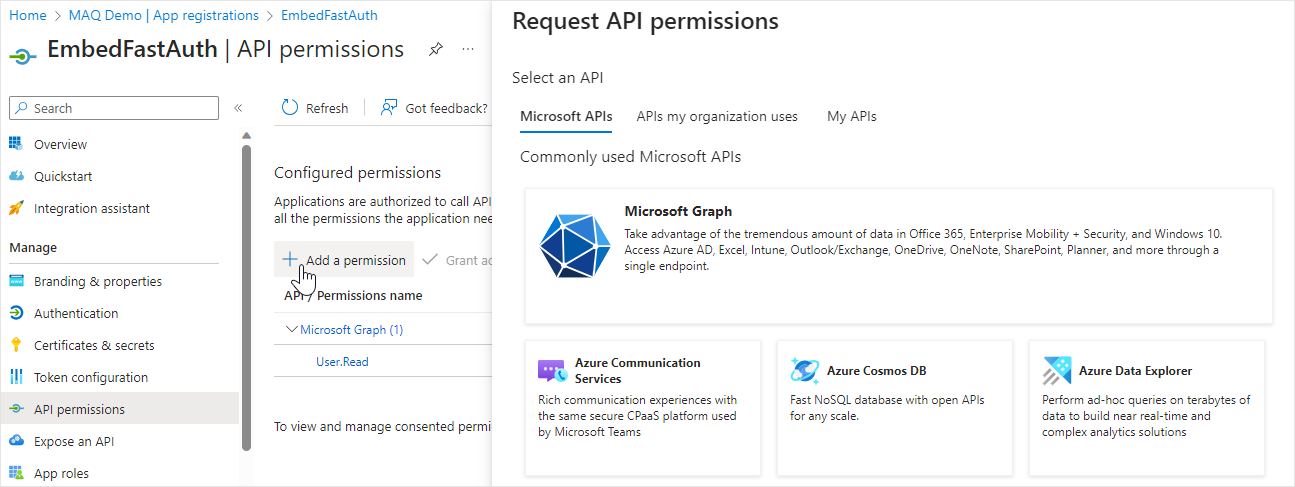 Home > MAQ Demo | App registrations > EmbedFastAuth
EmbedFastAuth | API permissions
Search
Overview
Quickstart
Integration assistant
Manage
Branding & properties
Authentication
Certificates & secrets
Token configuration
API permissions
Expose an API
App roles
Refresh
Got feedback?
Configured permissions
Applications are authorized to call API
all the permissions the application nee
Add a permission
Grant ac
API / Permissions name
Microsoft Graph (1)
User.Read
To view and manage consented permi
Request API permissions
Select an API
Microsoft APIs
APIs my organization uses
My APIs
Commonly used Microsoft APIs
Microsoft Graph
Take advantage of the tremendous amount of data in Office 365, Enterprise Mobility + Security, and Windows 10.
Access Azure AD, Excel, Intune, Outlook/Exchange, OneDrive, OneNote, SharePoint, Planner, and more through a
single endpoint.
Azure Communication
Services
Rich communication experiences with
the same secure CPaaS platform used
by Microsoft Teams
Azure Cosmos DB
Fast NoSQL database with open APIs
for any scale.
Azure Data Explorer
Perform ad-hoc queries on terabytes of
data to build near real-time and
complex analytics solutions